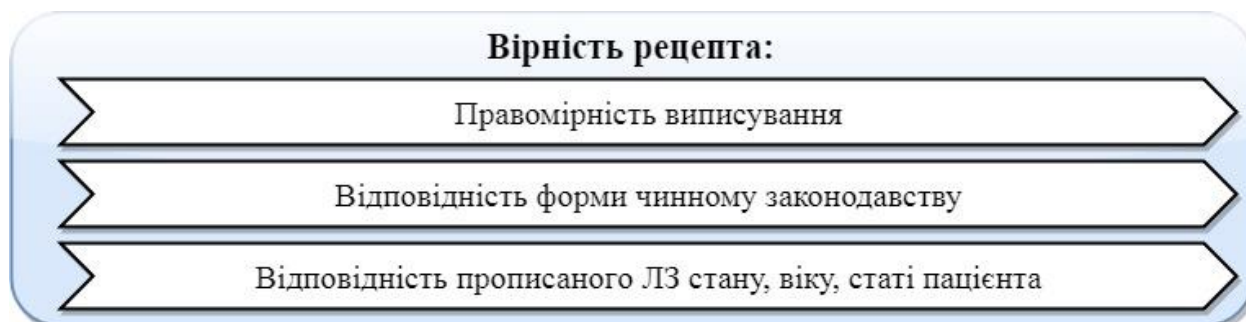 Вірність рецепта:
Правомірність виписування
Відповідність форми чинному законодавству
Відповідність прописаного ЛЗ стану, віку, статі пацієнта